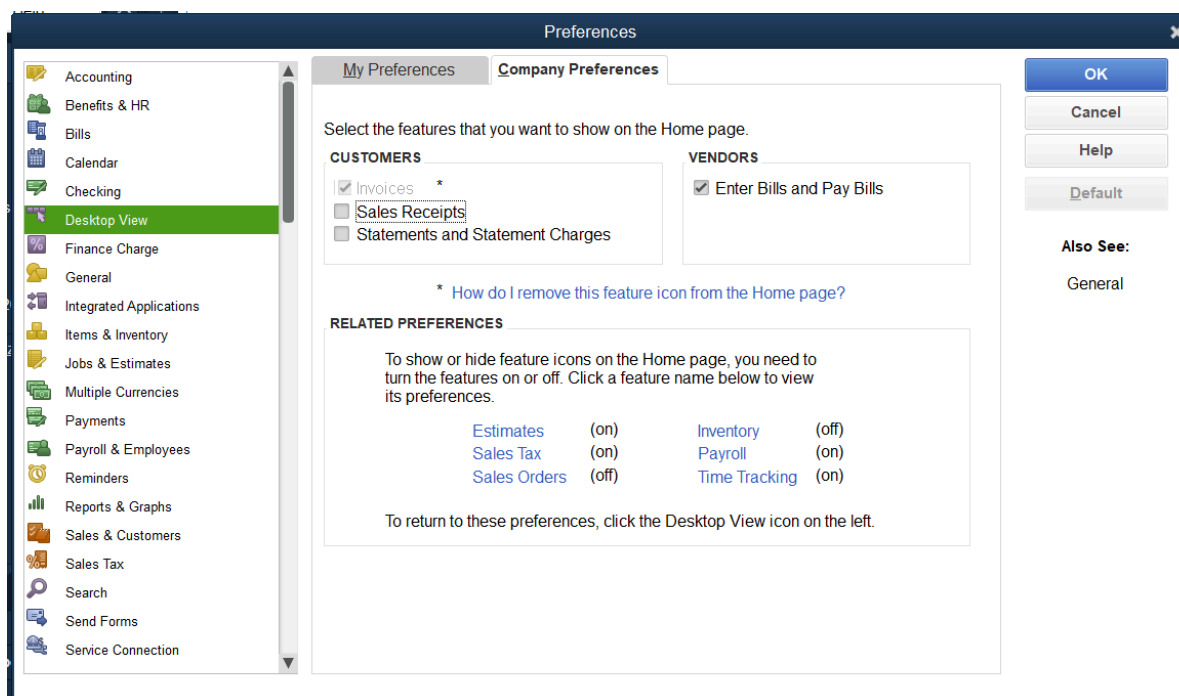 Preferences
Accounting
Benefits & HR
Bills
Calendar
Checking
Desktop View
Finance Charge
General
Integrated Applications
Items & Inventory
Jobs & Estimates
Multiple Currencies
Payments
Payroll & Employees
Reminders
Reports & Graphs
Sales & Customers
Sales Tax
Search
Send Forms
Service Connection
My Preferences
Company Preferences
Select the features that you want to show on the Home page.
CUSTOMERS
Invoices *
Sales Receipts
Statements and Statement Charges
VENDORS
Enter Bills and Pay Bills
* How do I remove this feature icon from the Home page?
RELATED PREFERENCES
To show or hide feature icons on the Home page, you need to
turn the features on or off. Click a feature name below to view
its preferences.
Estimates (on) Inventory (off)
Sales Tax (on) Payroll (on)
Sales Orders (off) Time Tracking (on)
To return to these preferences, click the Desktop View icon on the left.
OK
Cancel
Help
Default
Also See:
General